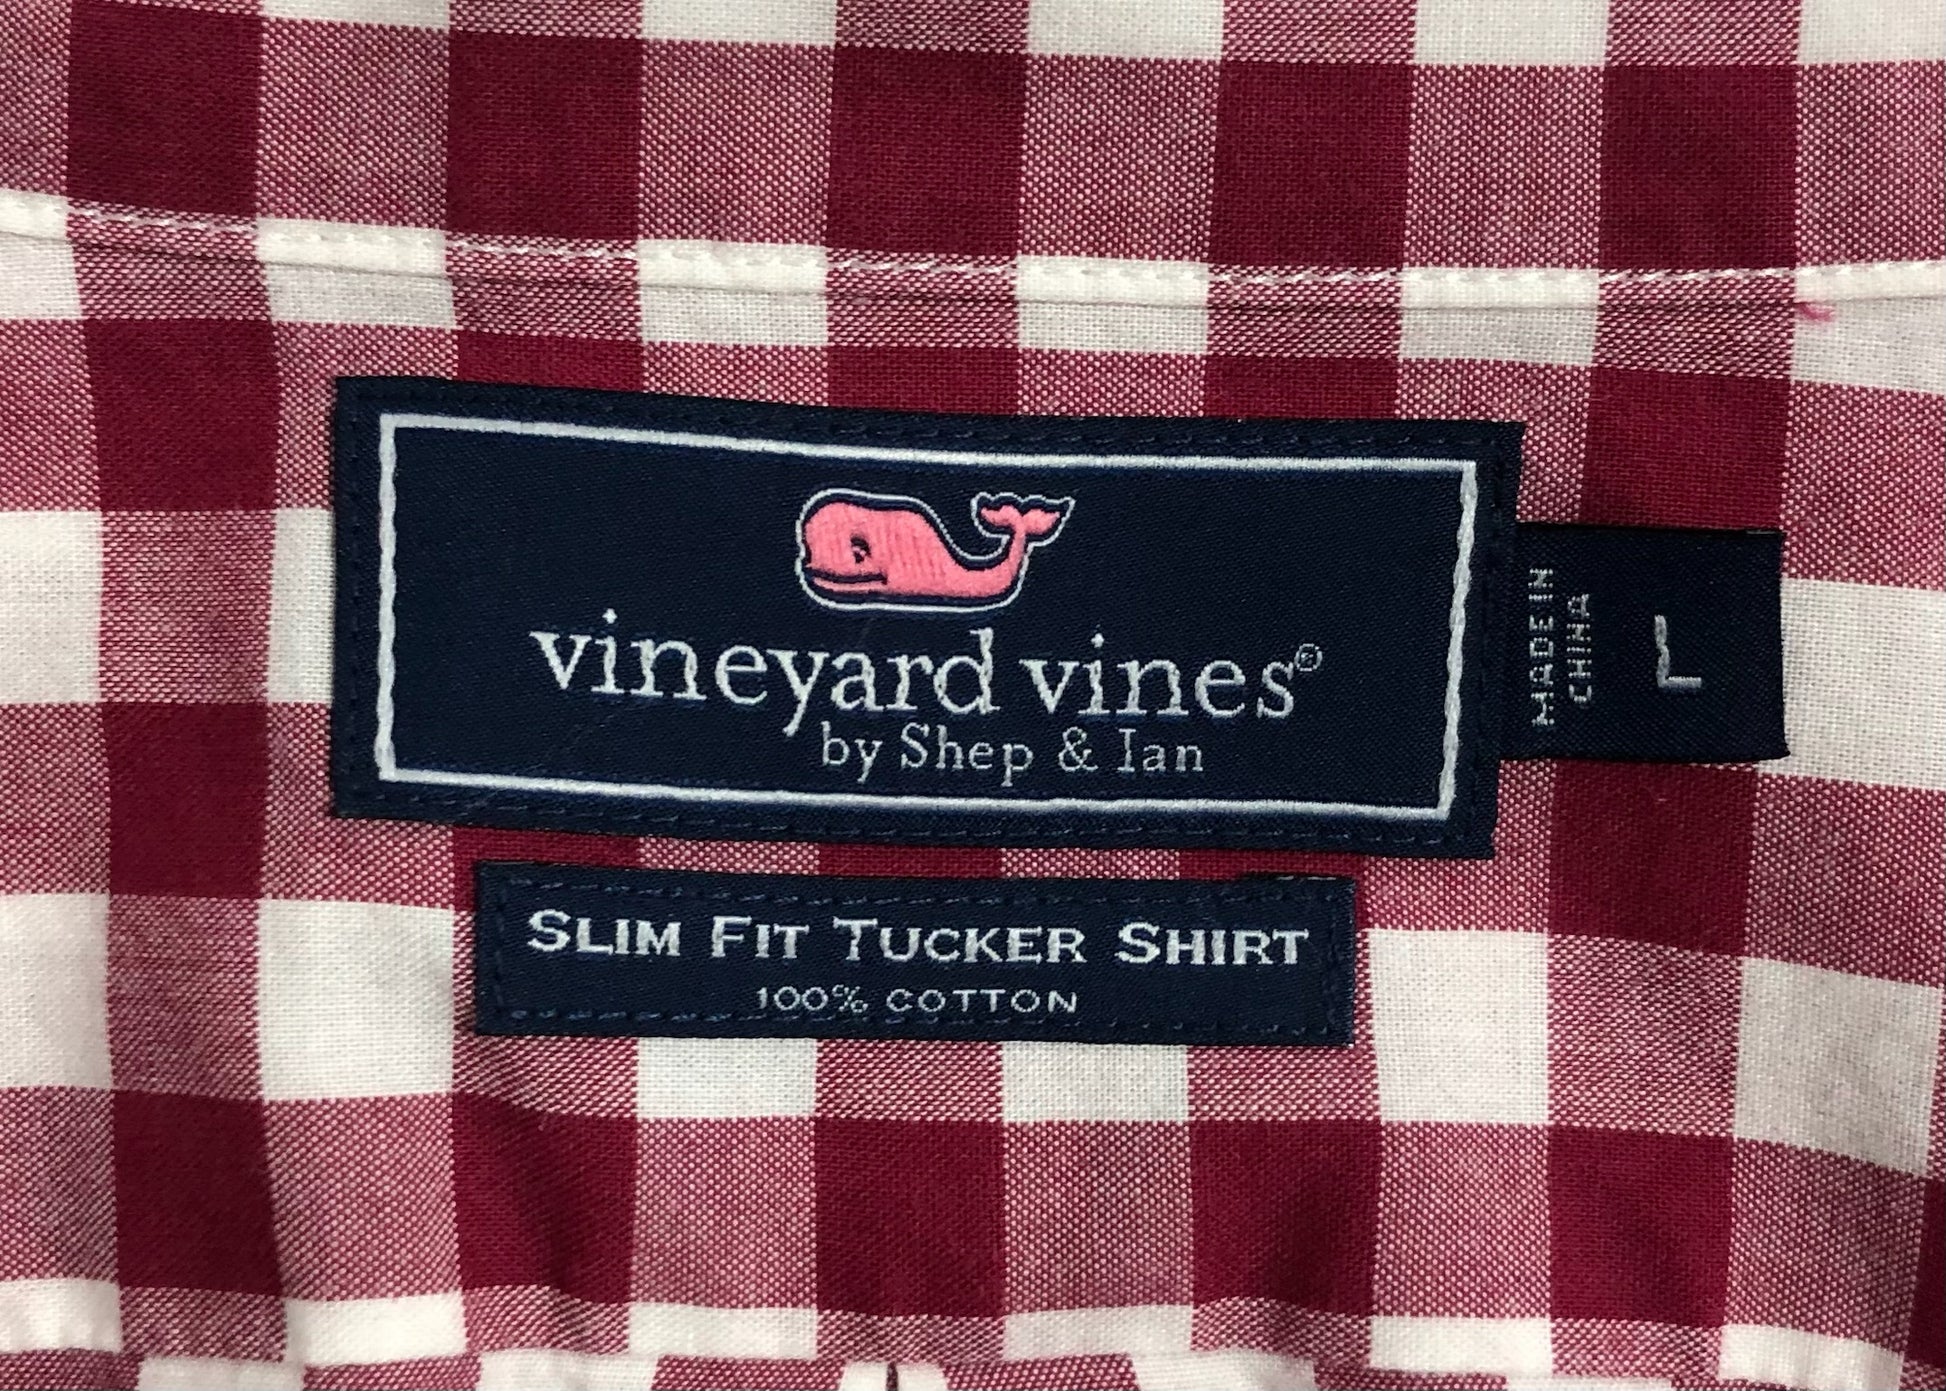 vineyard vines®
by Shep & Ian
MADE IN
CHINA
L
SLIM FIT TUCKER SHIRT
100% COTTON